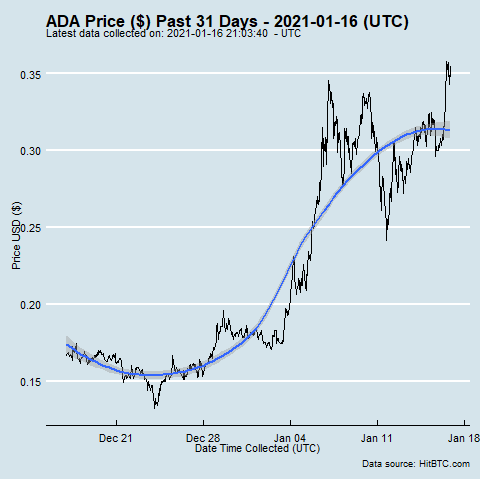 ADA Price ($) Past 31 Days - 2021-01-16 (UTC)
Latest data collected on: 2021-01-16 21:03:40 - UTC
0.35
0.30
0.25
0.20
0.15
Price USD ($)
Dec 21
Dec 28
Jan 04
Jan 11
Jan 18
Date Time Collected (UTC)
Data source: HitBTC.com